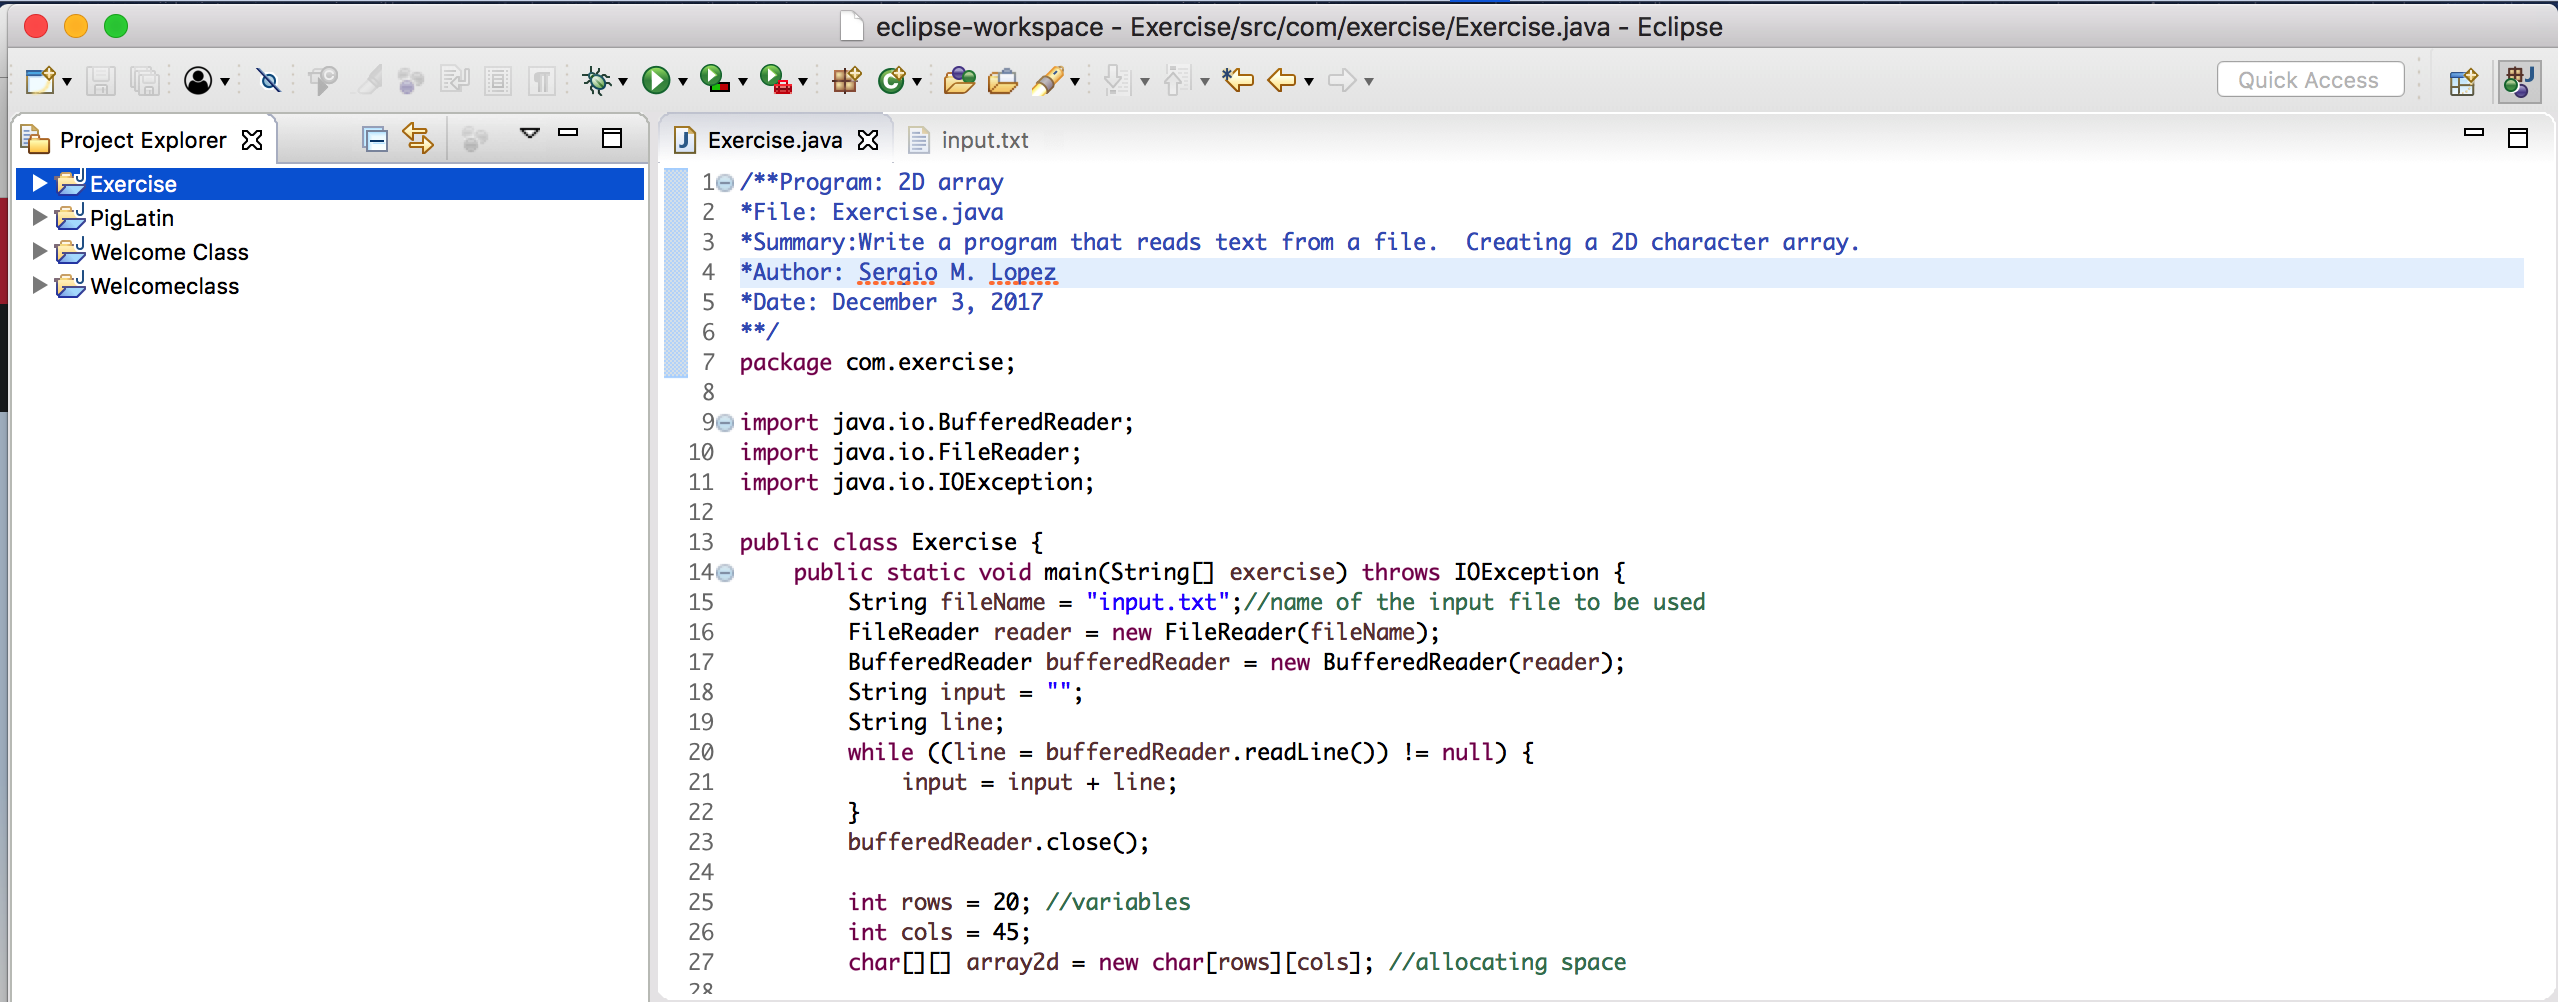 eclipse-workspace - Exercise/src/com/exercise/Exercise.java - Eclipse
Quick Access
Project Explorer
Exercise
PigLatin
Welcome Class
Welcomeclass
Exercise.java input.txt
1 /**Program: 2D array
2 *File: Exercise.java
3 *Summary:Write a program that reads text from a file.  Creating a 2D character array.
4 *Author: Sergio M. Lopez
5 *Date: December 3, 2017
6 **/
7 package com.exercise;
8
9 import java.io.BufferedReader;
10 import java.io.FileReader;
11 import java.io.IOException;
12
13 public class Exercise {
14     public static void main(String[] exercise) throws IOException {
15         String fileName = "input.txt";//name of the input file to be used
16         FileReader reader = new FileReader(fileName);
17         BufferedReader bufferedReader = new BufferedReader(reader);
18         String input = "";
19         String line;
20         while ((line = bufferedReader.readLine()) != null) {
21             input = input + line;
22         }
23         bufferedReader.close();
24
25         int rows = 20; //variables
26         int cols = 45;
27         char[][] array2d = new char[rows][cols]; //allocating space
28